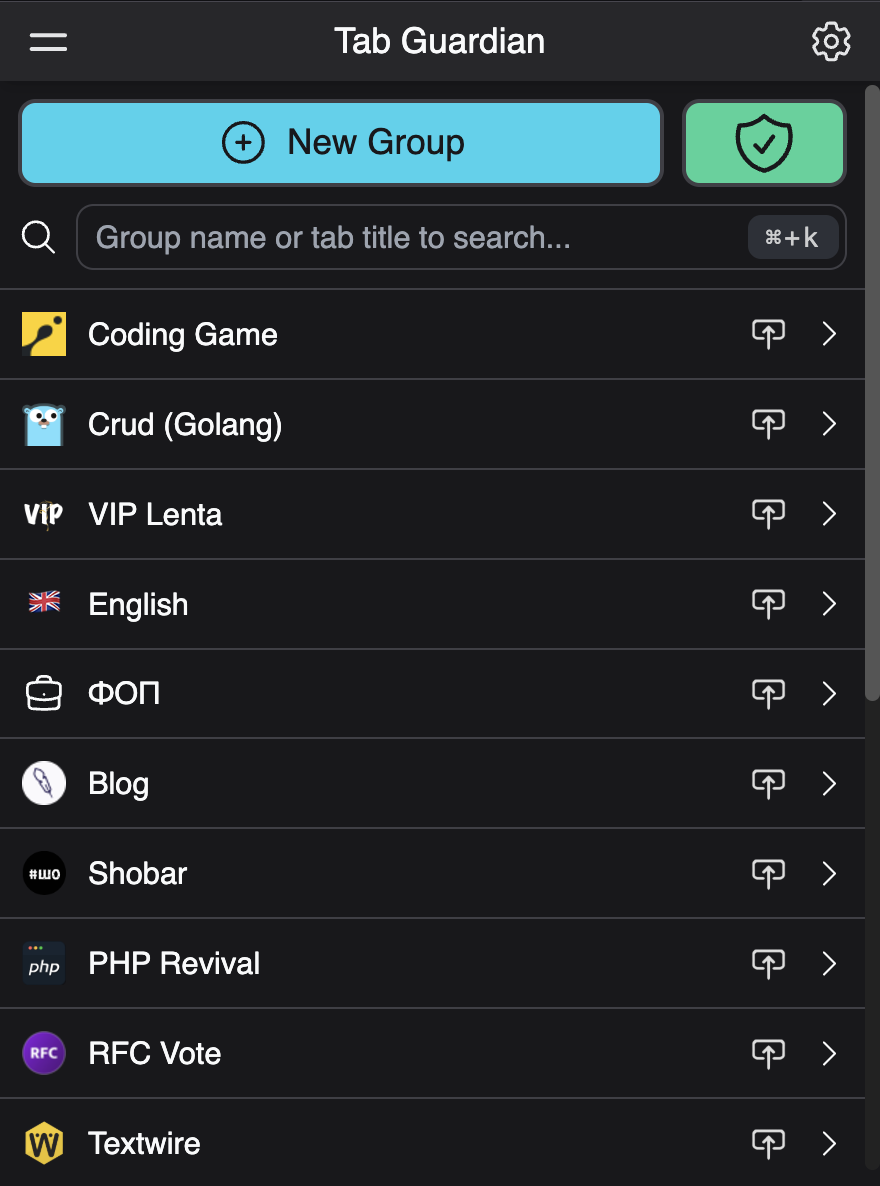 Tab Guardian
New Group
Group name or tab title to search...
⌘+k
Coding Game
Crud (Golang)
VIP
VIP Lenta
English
ФОП
Blog
#шо
Shobar
php
PHP Revival
RFC
RFC Vote
W
Textwire